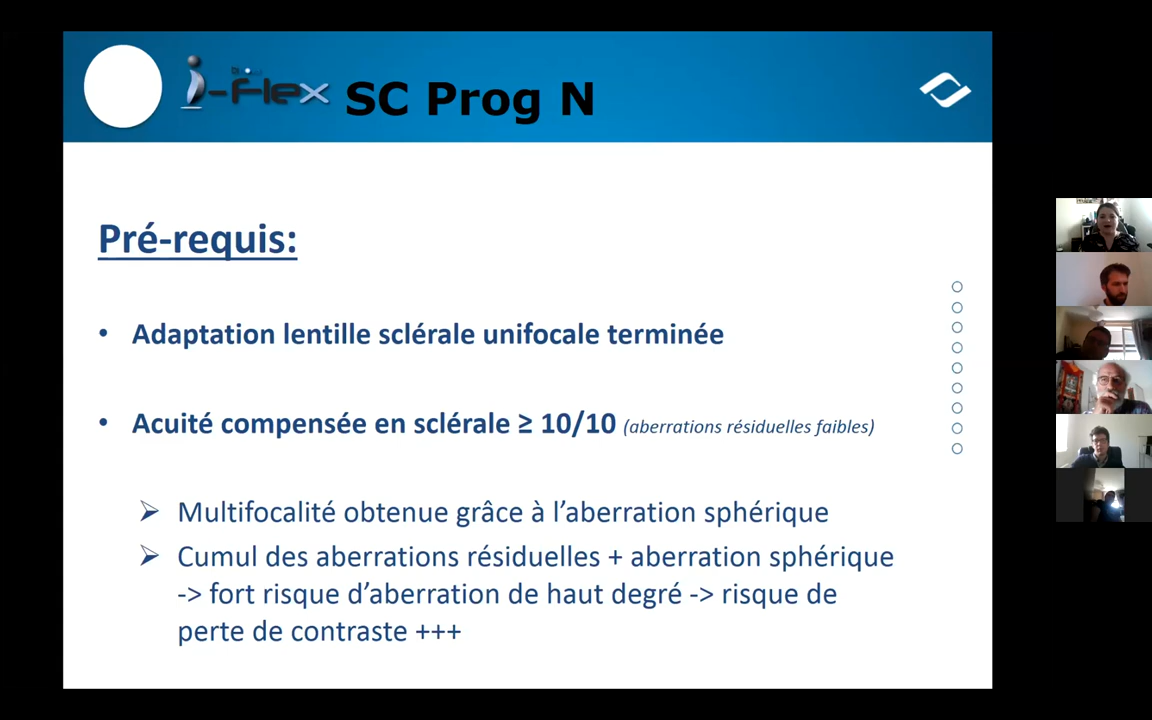 i-Flex SC Prog N
Pré-requis:
• Adaptation lentille sclérale unifocale terminée
• Acuité compensée en sclérale ≥ 10/10 (aberrations résiduelles faibles)
➢ Multifocalité obtenue grâce à l’aberration sphérique
➢ Cumul des aberrations résiduelles + aberration sphérique
-> fort risque d’aberration de haut degré -> risque de
perte de contraste +++